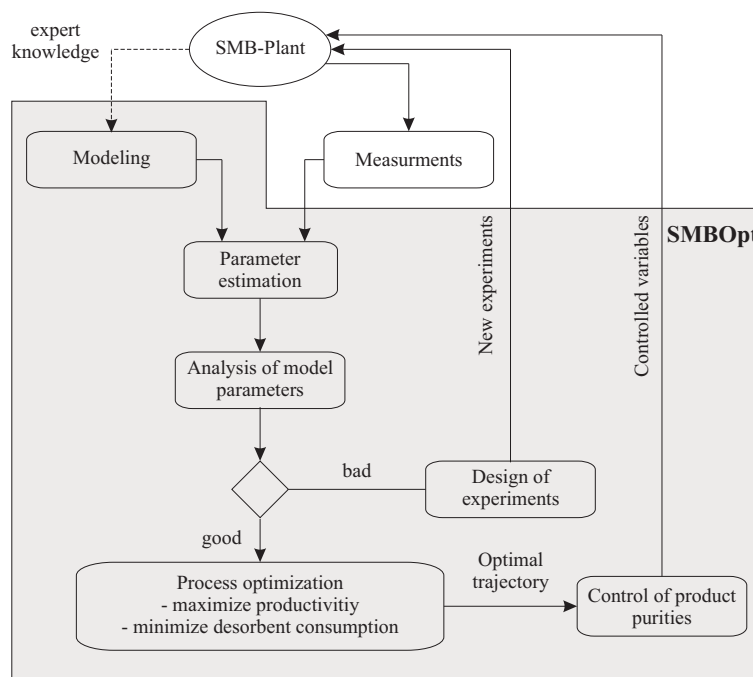 expert
knowledge
SMB-Plant
Modeling
Measurments
SMBOpt
Parameter
estimation
New experiments
Controlled variables
Analysis of model
parameters
bad
Design of
experiments
good
Process optimization
- maximize productivitiy
- minimize desorbent consumption
Optimal
trajectory
Control of product
purities